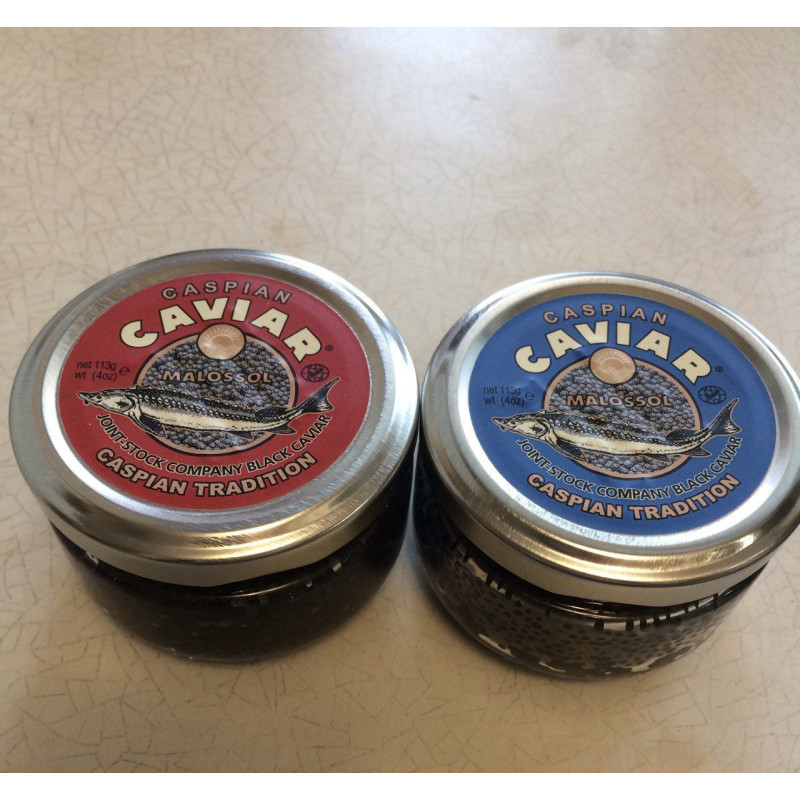 CASPIAN
CAVIAR®
net 113g e
wt (4oz)
MALOSSOL
JOINT-STOCK COMPANY BLACK CAVIAR
CASPIAN TRADITION
CASPIAN
CAVIAR®
net 113g e
wt (4oz)
MALOSSOL
JOINT-STOCK COMPANY BLACK CAVIAR
CASPIAN TRADITION